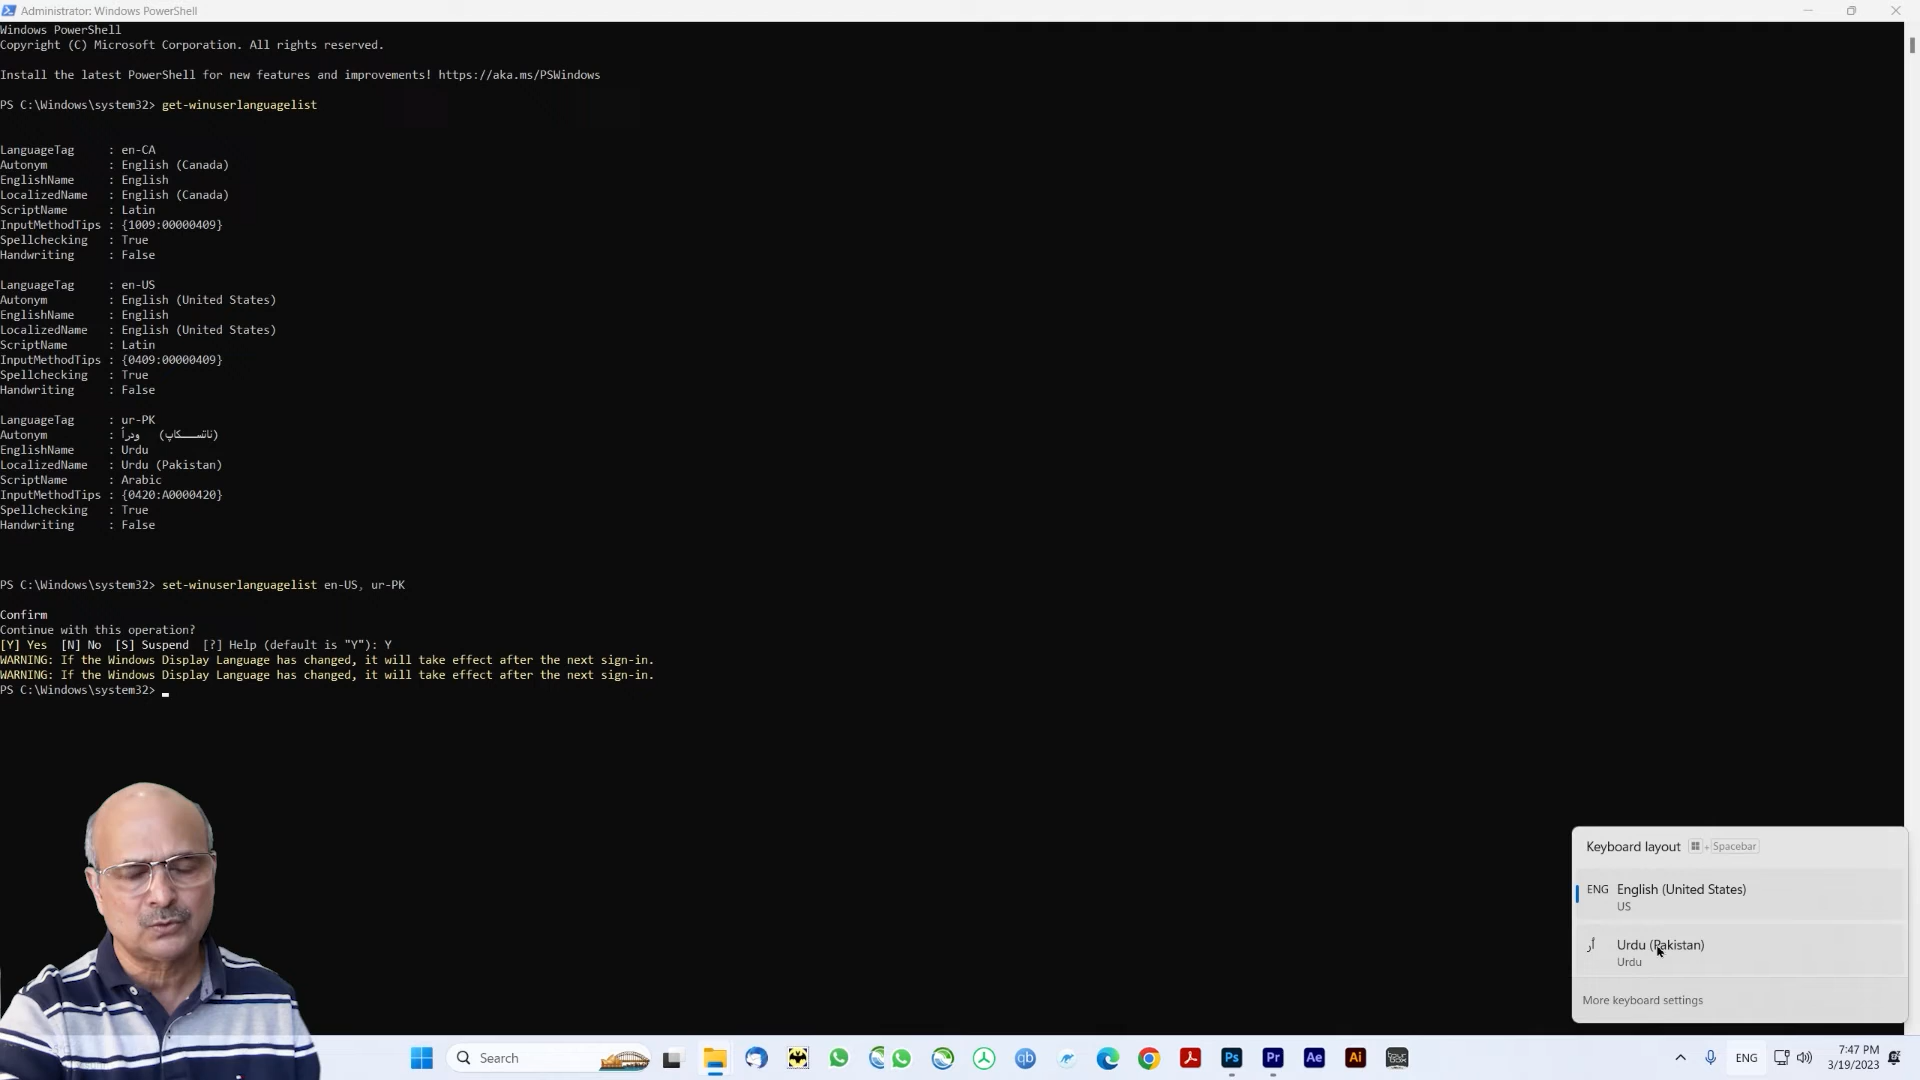 Administrator: Windows PowerShell
Windows PowerShell
Copyright (C) Microsoft Corporation. All rights reserved.
Install the latest PowerShell for new features and improvements! https://aka.ms/PSWindows
PS C:\Windows\system32> get-winuserlanguagelist
LanguageTag : en-CA
Autonym : English (Canada)
EnglishName : English
LocalizedName : English (Canada)
ScriptName : Latin
InputMethodTips : {1009:00000409}
Spellchecking : True
Handwriting : False
LanguageTag : en-US
Autonym : English (United States)
EnglishName : English
LocalizedName : English (United States)
ScriptName : Latin
InputMethodTips : {0409:00000409}
Spellchecking : True
Handwriting : False
LanguageTag : ur-PK
Autonym :
EnglishName : Urdu
LocalizedName : Urdu (Pakistan)
ScriptName : Arabic
InputMethodTips : {0420:A0000420}
Spellchecking : True
Handwriting : False
PS C:\Windows\system32> set-winuserlanguagelist en-US, ur-PK
Confirm
Continue with this operation?
[Y] Yes [N] No [S] Suspend [?] Help (default is "Y"): Y
WARNING: If the Windows Display Language has changed, it will take effect after the next sign-in.
WARNING: If the Windows Display Language has changed, it will take effect after the next sign-in.
PS C:\Windows\system32>
Keyboard layout + Spacebar
ENG English (United States)
US
اُر Urdu (Pakistan)
Urdu
More keyboard settings
Search
qb
Ps
Pr
Ae
Ai
ENG
7:47 PM
3/19/2023